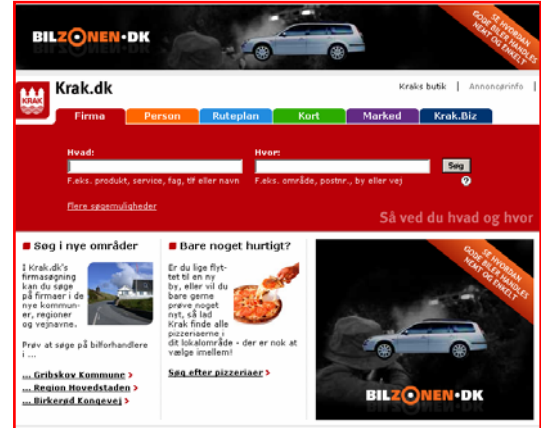 BILZONEN·DK
SE HVORDAN
GODE BILER HANDLES
NEMT OG ENKELT
KRAK
Krak.dk
Kraks butik | Annoncørinfo |
Firma Person Ruteplan Kort Marked Krak.Biz
Hvad: Hvor:
Søg
F.eks. produkt, service, fag, tlf eller navn F.eks. område, postnr., by eller vej ?
Flere søgemuligheder
Så ved du hvad og hvor
Søg i nye områder
I Krak.dk's
firmasøgning
kan du søge
på firmaer i de
nye kommun-
er, regioner
og vejnavne.
Prøv at søge på bilforhandlere
i ...
... Gribskov Kommune >
... Region Hovedstaden >
... Birkerød Kongevej >
Bare noget hurtigt?
Er du lige flyt-
tet til en ny
by, eller vil du
bare gerne
prøve noget
nyt, så lad
Krak finde alle
pizzeriaerne i
dit lokalområde - der er nok at
vælge imellem!
Søg efter pizzeriaer >
SE HVORDAN
GODE BILER HANDLES
NEMT OG ENKELT
BILZONEN·DK